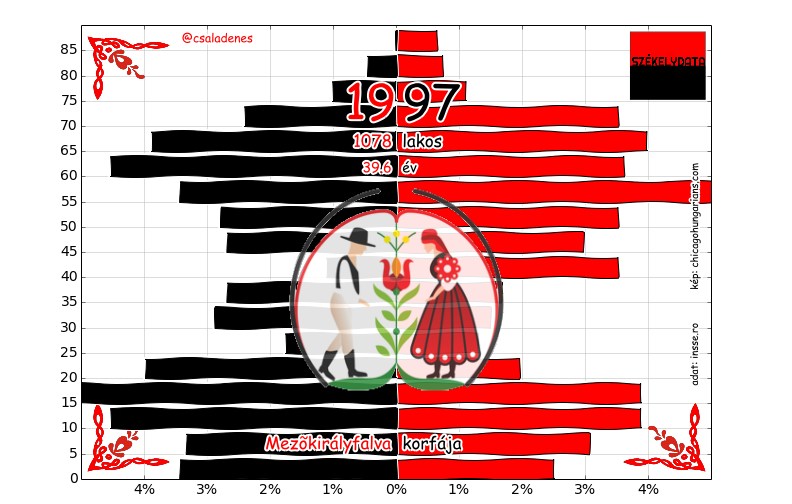 @csaladenes
SZÉKELYDATA
1997
1078 lakos
39.6 év
85
80
75
70
65
60
55
50
45
40
35
30
25
20
15
10
5
0
kép: chicagohungarians.com
adat: insse.ro
Mezõkirályfalva korfája
4% 3% 2% 1% 0% 1% 2% 3% 4%